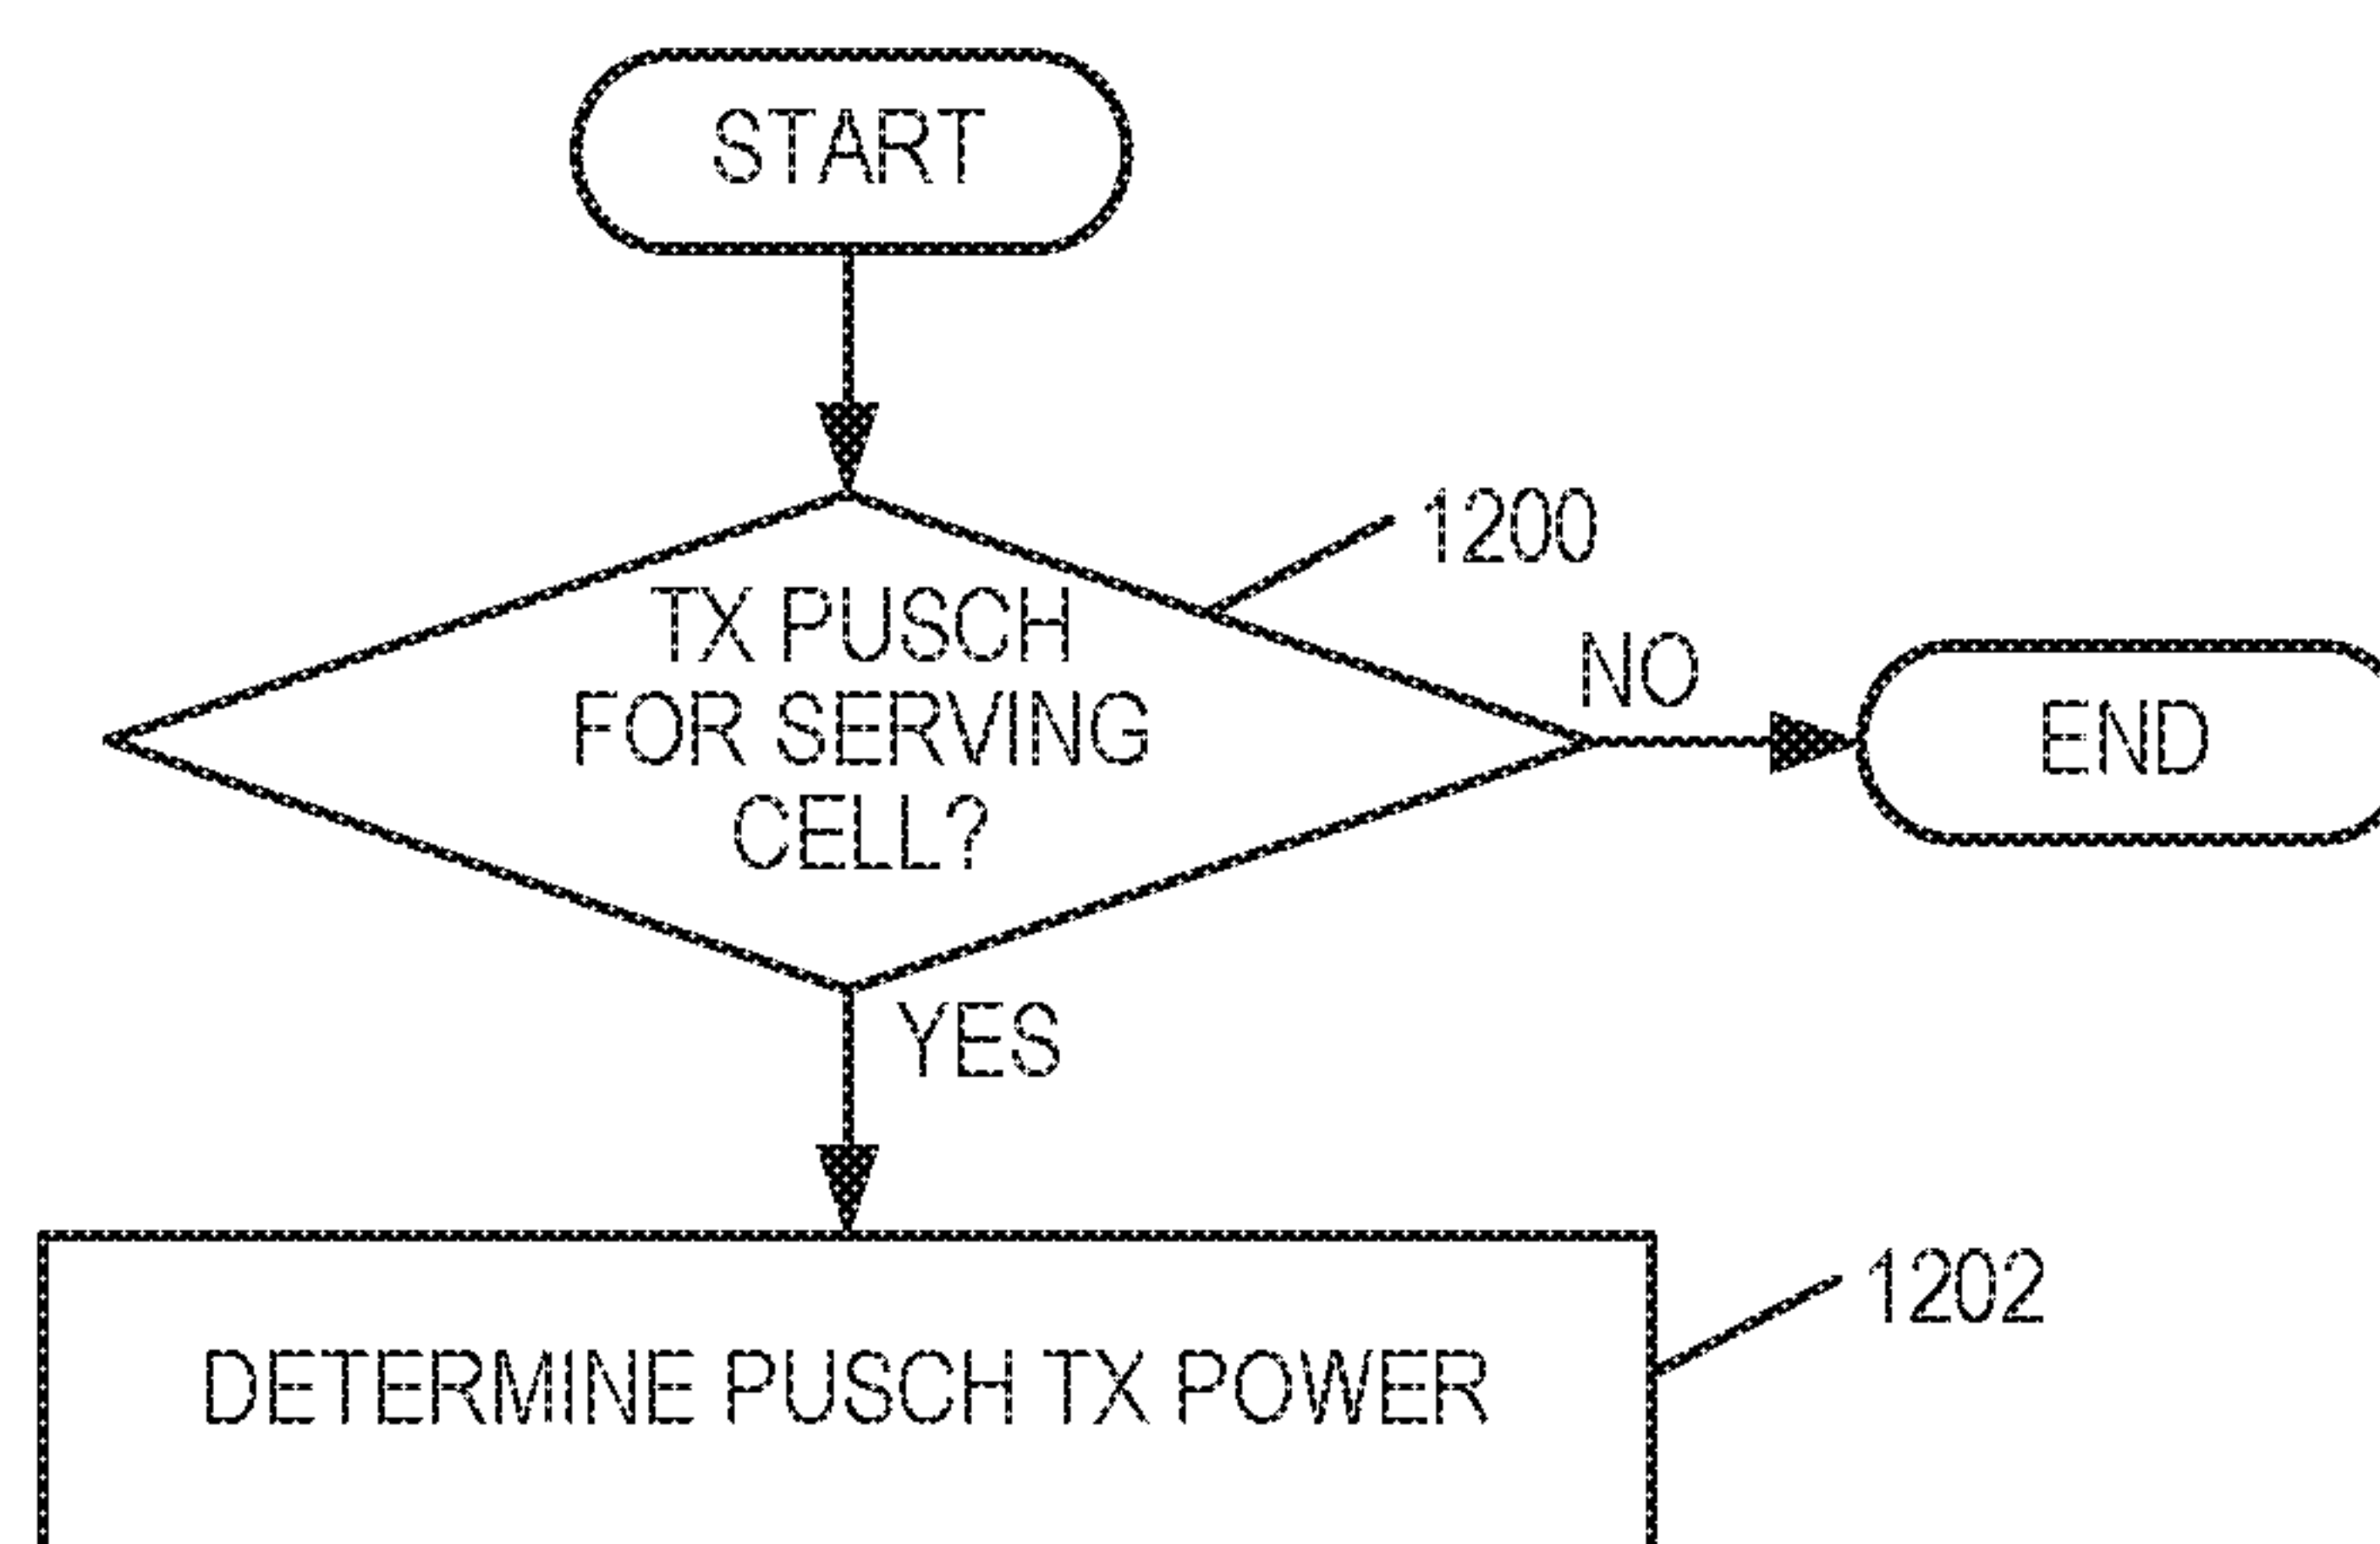 START
1200
TX PUSCH
FOR SERVING
CELL?
NO
END
YES
1202
DETERMINE PUSCH TX POWER